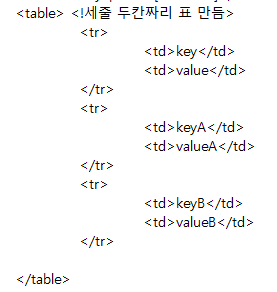 <table> <!세줄 두칸짜리 표 만듬>
<tr>
<td>key</td>
<td>value</td>
</tr>
<tr>
<td>keyA</td>
<td>valueA</td>
</tr>
<tr>
<td>keyB</td>
<td>valueB</td>
</tr>
</table>